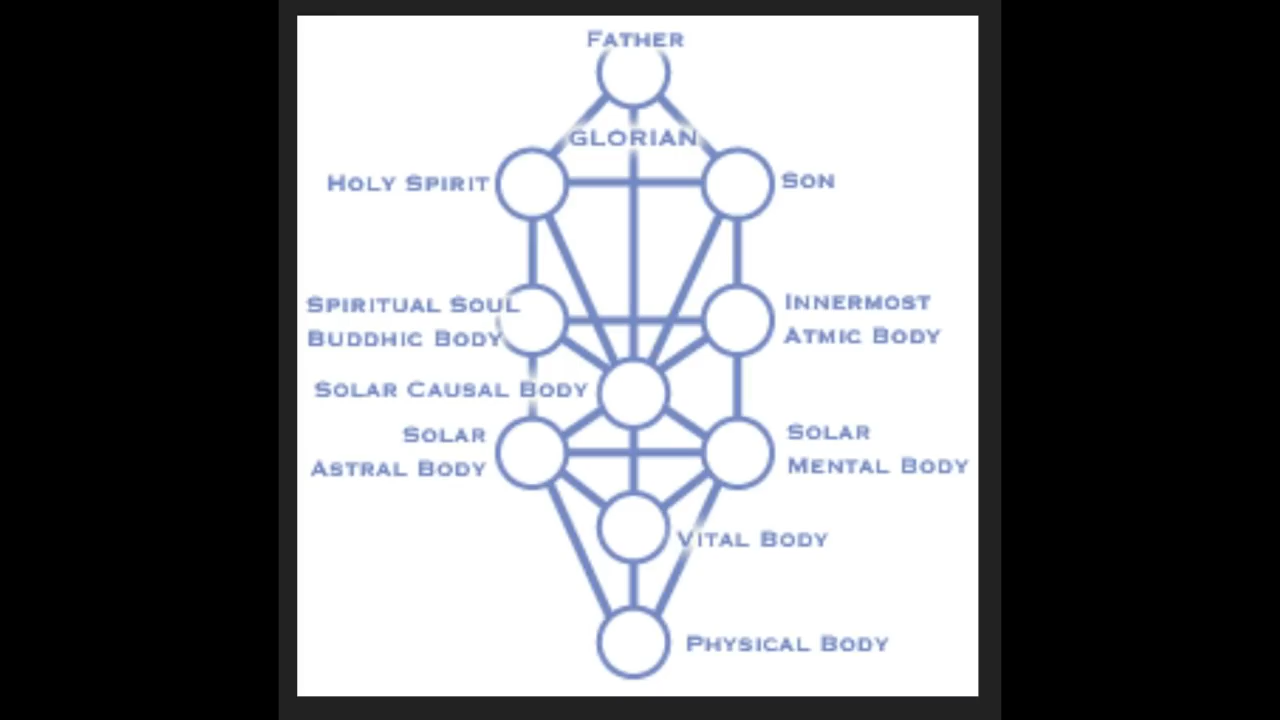 FATHER
GLORIAN
HOLY SPIRIT
SON
SPIRITUAL SOUL
BUDDHIC BODY
INNERMOST
ATMIC BODY
SOLAR CAUSAL BODY
SOLAR
ASTRAL BODY
SOLAR
MENTAL BODY
VITAL BODY
PHYSICAL BODY